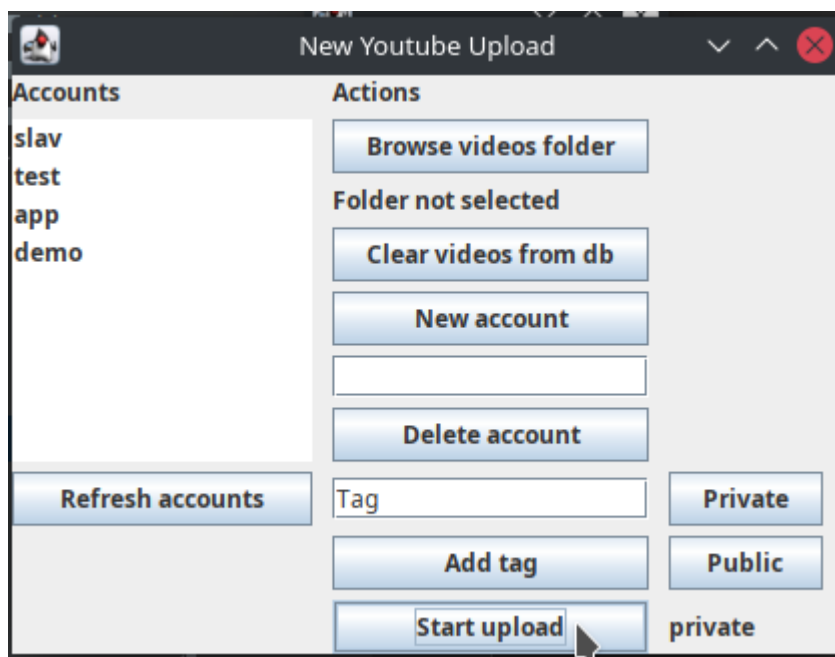 New Youtube Upload
Accounts
slav
test
app
demo
Refresh accounts
Actions
Browse videos folder
Folder not selected
Clear videos from db
New account
Delete account
Tag
Add tag
Start upload
Private
Public
private